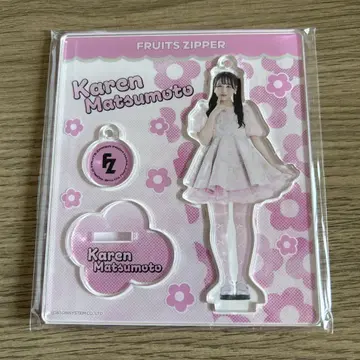 FRUITS ZIPPER
Karen
Matsumoto
FZ
Karen
Matsumoto